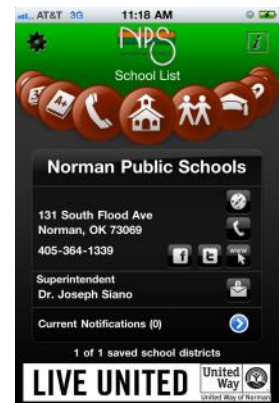 AT&T 3G 11:18 AM
NPS
School List
A+
Norman Public Schools
131 South Flood Ave
Norman, OK 73069
405-364-1339
f t www
Superintendent
Dr. Joseph Siano
Current Notifications (0)
1 of 1 saved school districts
LIVE UNITED
United
Way
United Way of Norman